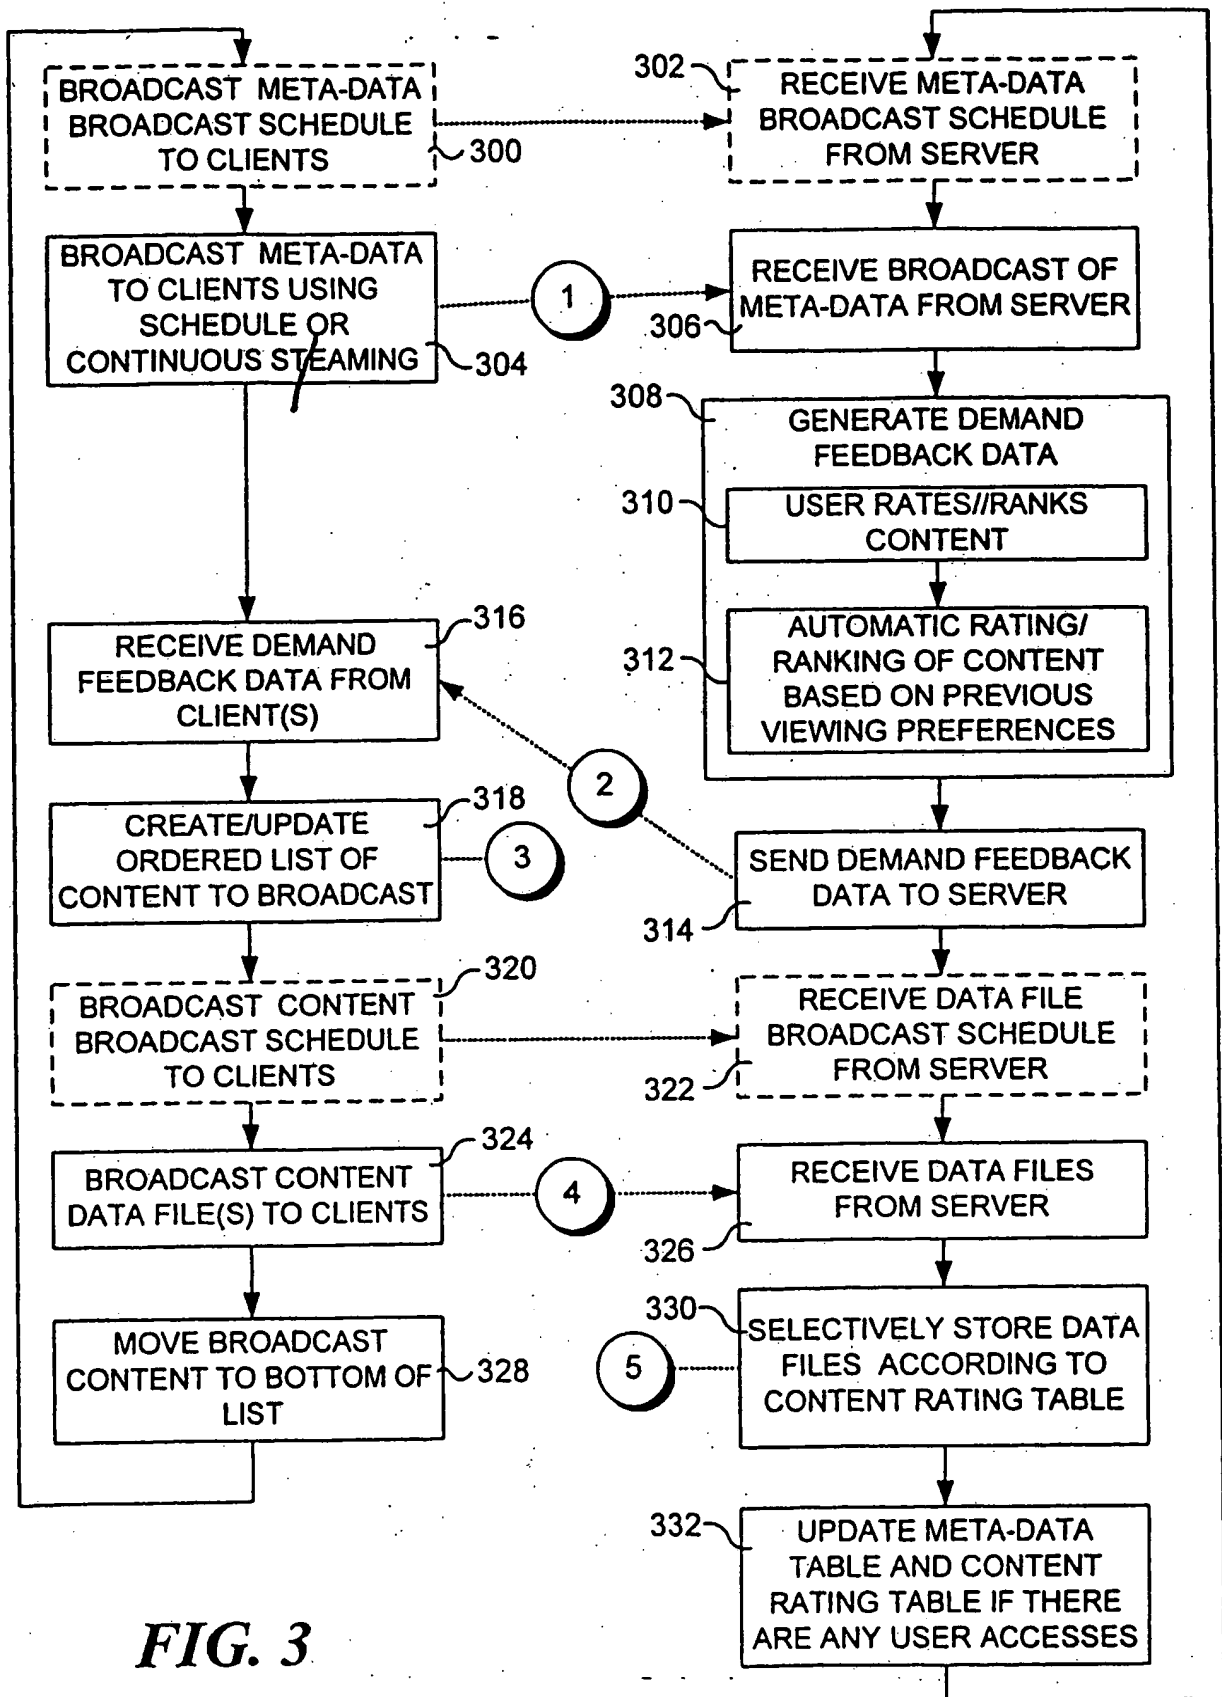 BROADCAST META-DATA
BROADCAST SCHEDULE
TO CLIENTS
300
302
RECEIVE META-DATA
BROADCAST SCHEDULE
FROM SERVER
BROADCAST META-DATA
TO CLIENTS USING
SCHEDULE OR
CONTINUOUS STEAMING
304
1
RECEIVE BROADCAST OF
META-DATA FROM SERVER
306
308
GENERATE DEMAND
FEEDBACK DATA
310
USER RATES//RANKS
CONTENT
312
AUTOMATIC RATING/
RANKING OF CONTENT
BASED ON PREVIOUS
VIEWING PREFERENCES
316
RECEIVE DEMAND
FEEDBACK DATA FROM
CLIENT(S)
2
318
CREATE/UPDATE
ORDERED LIST OF
CONTENT TO BROADCAST
3
SEND DEMAND FEEDBACK
DATA TO SERVER
314
320
BROADCAST CONTENT
BROADCAST SCHEDULE
TO CLIENTS
RECEIVE DATA FILE
BROADCAST SCHEDULE
FROM SERVER
322
324
BROADCAST CONTENT
DATA FILE(S) TO CLIENTS
4
RECEIVE DATA FILES
FROM SERVER
326
MOVE BROADCAST
CONTENT TO BOTTOM OF
LIST
328
330
SELECTIVELY STORE DATA
FILES ACCORDING TO
CONTENT RATING TABLE
5
332
UPDATE META-DATA
TABLE AND CONTENT
RATING TABLE IF THERE
ARE ANY USER ACCESSES
FIG. 3